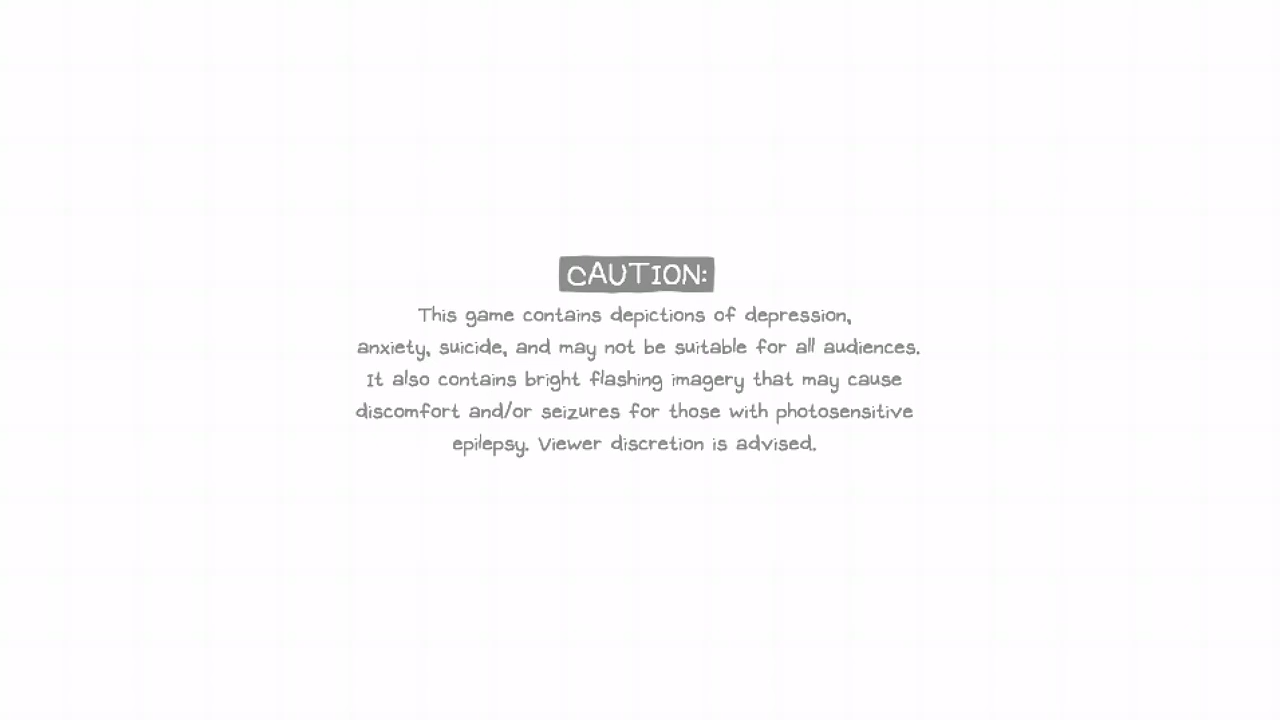 CAUTION:
This game contains depictions of depression,
anxiety, suicide, and may not be suitable for all audiences.
It also contains bright flashing imagery that may cause
discomfort and/or seizures for those with photosensitive
epilepsy. Viewer discretion is advised.